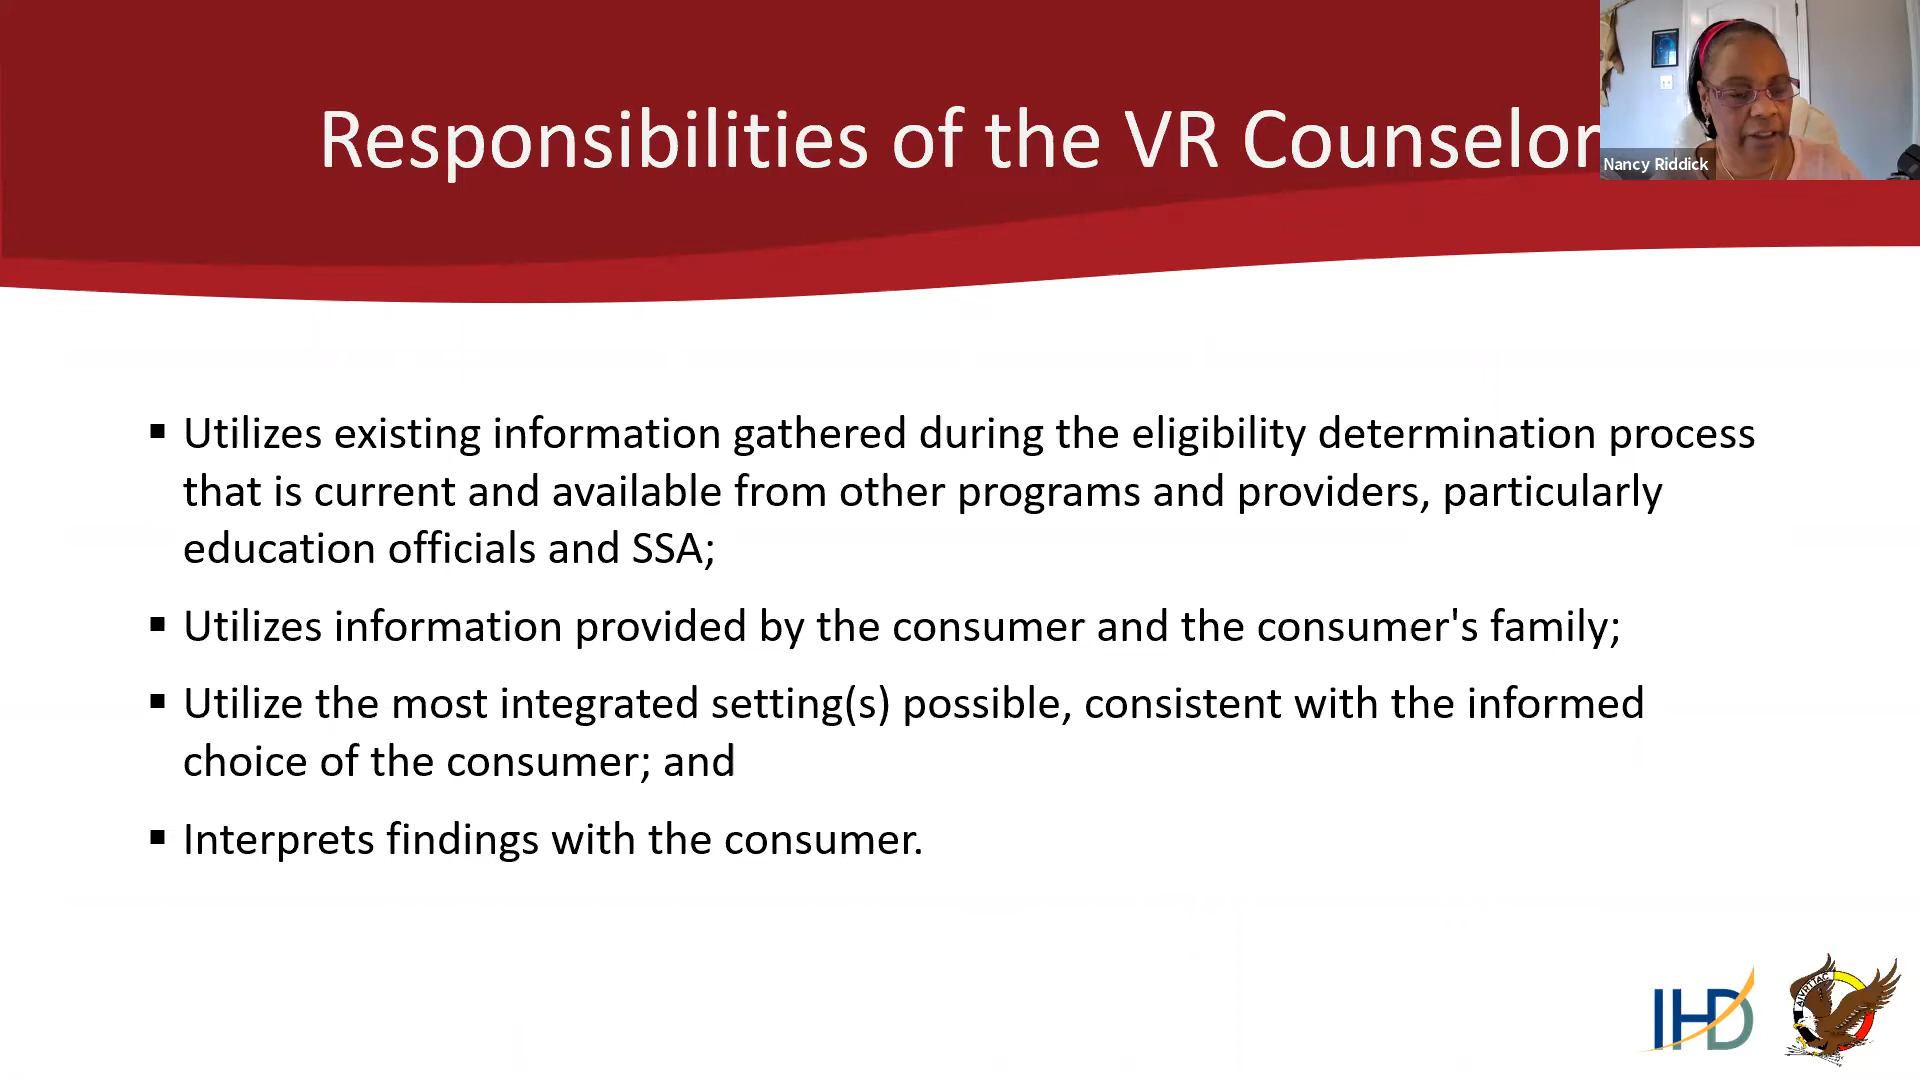 Responsibilities of the VR Counselor
Nancy Riddick
▪ Utilizes existing information gathered during the eligibility determination process
that is current and available from other programs and providers, particularly
education officials and SSA;
▪ Utilizes information provided by the consumer and the consumer's family;
▪ Utilize the most integrated setting(s) possible, consistent with the informed
choice of the consumer; and
▪ Interprets findings with the consumer.
IHD
AIVRTTAC